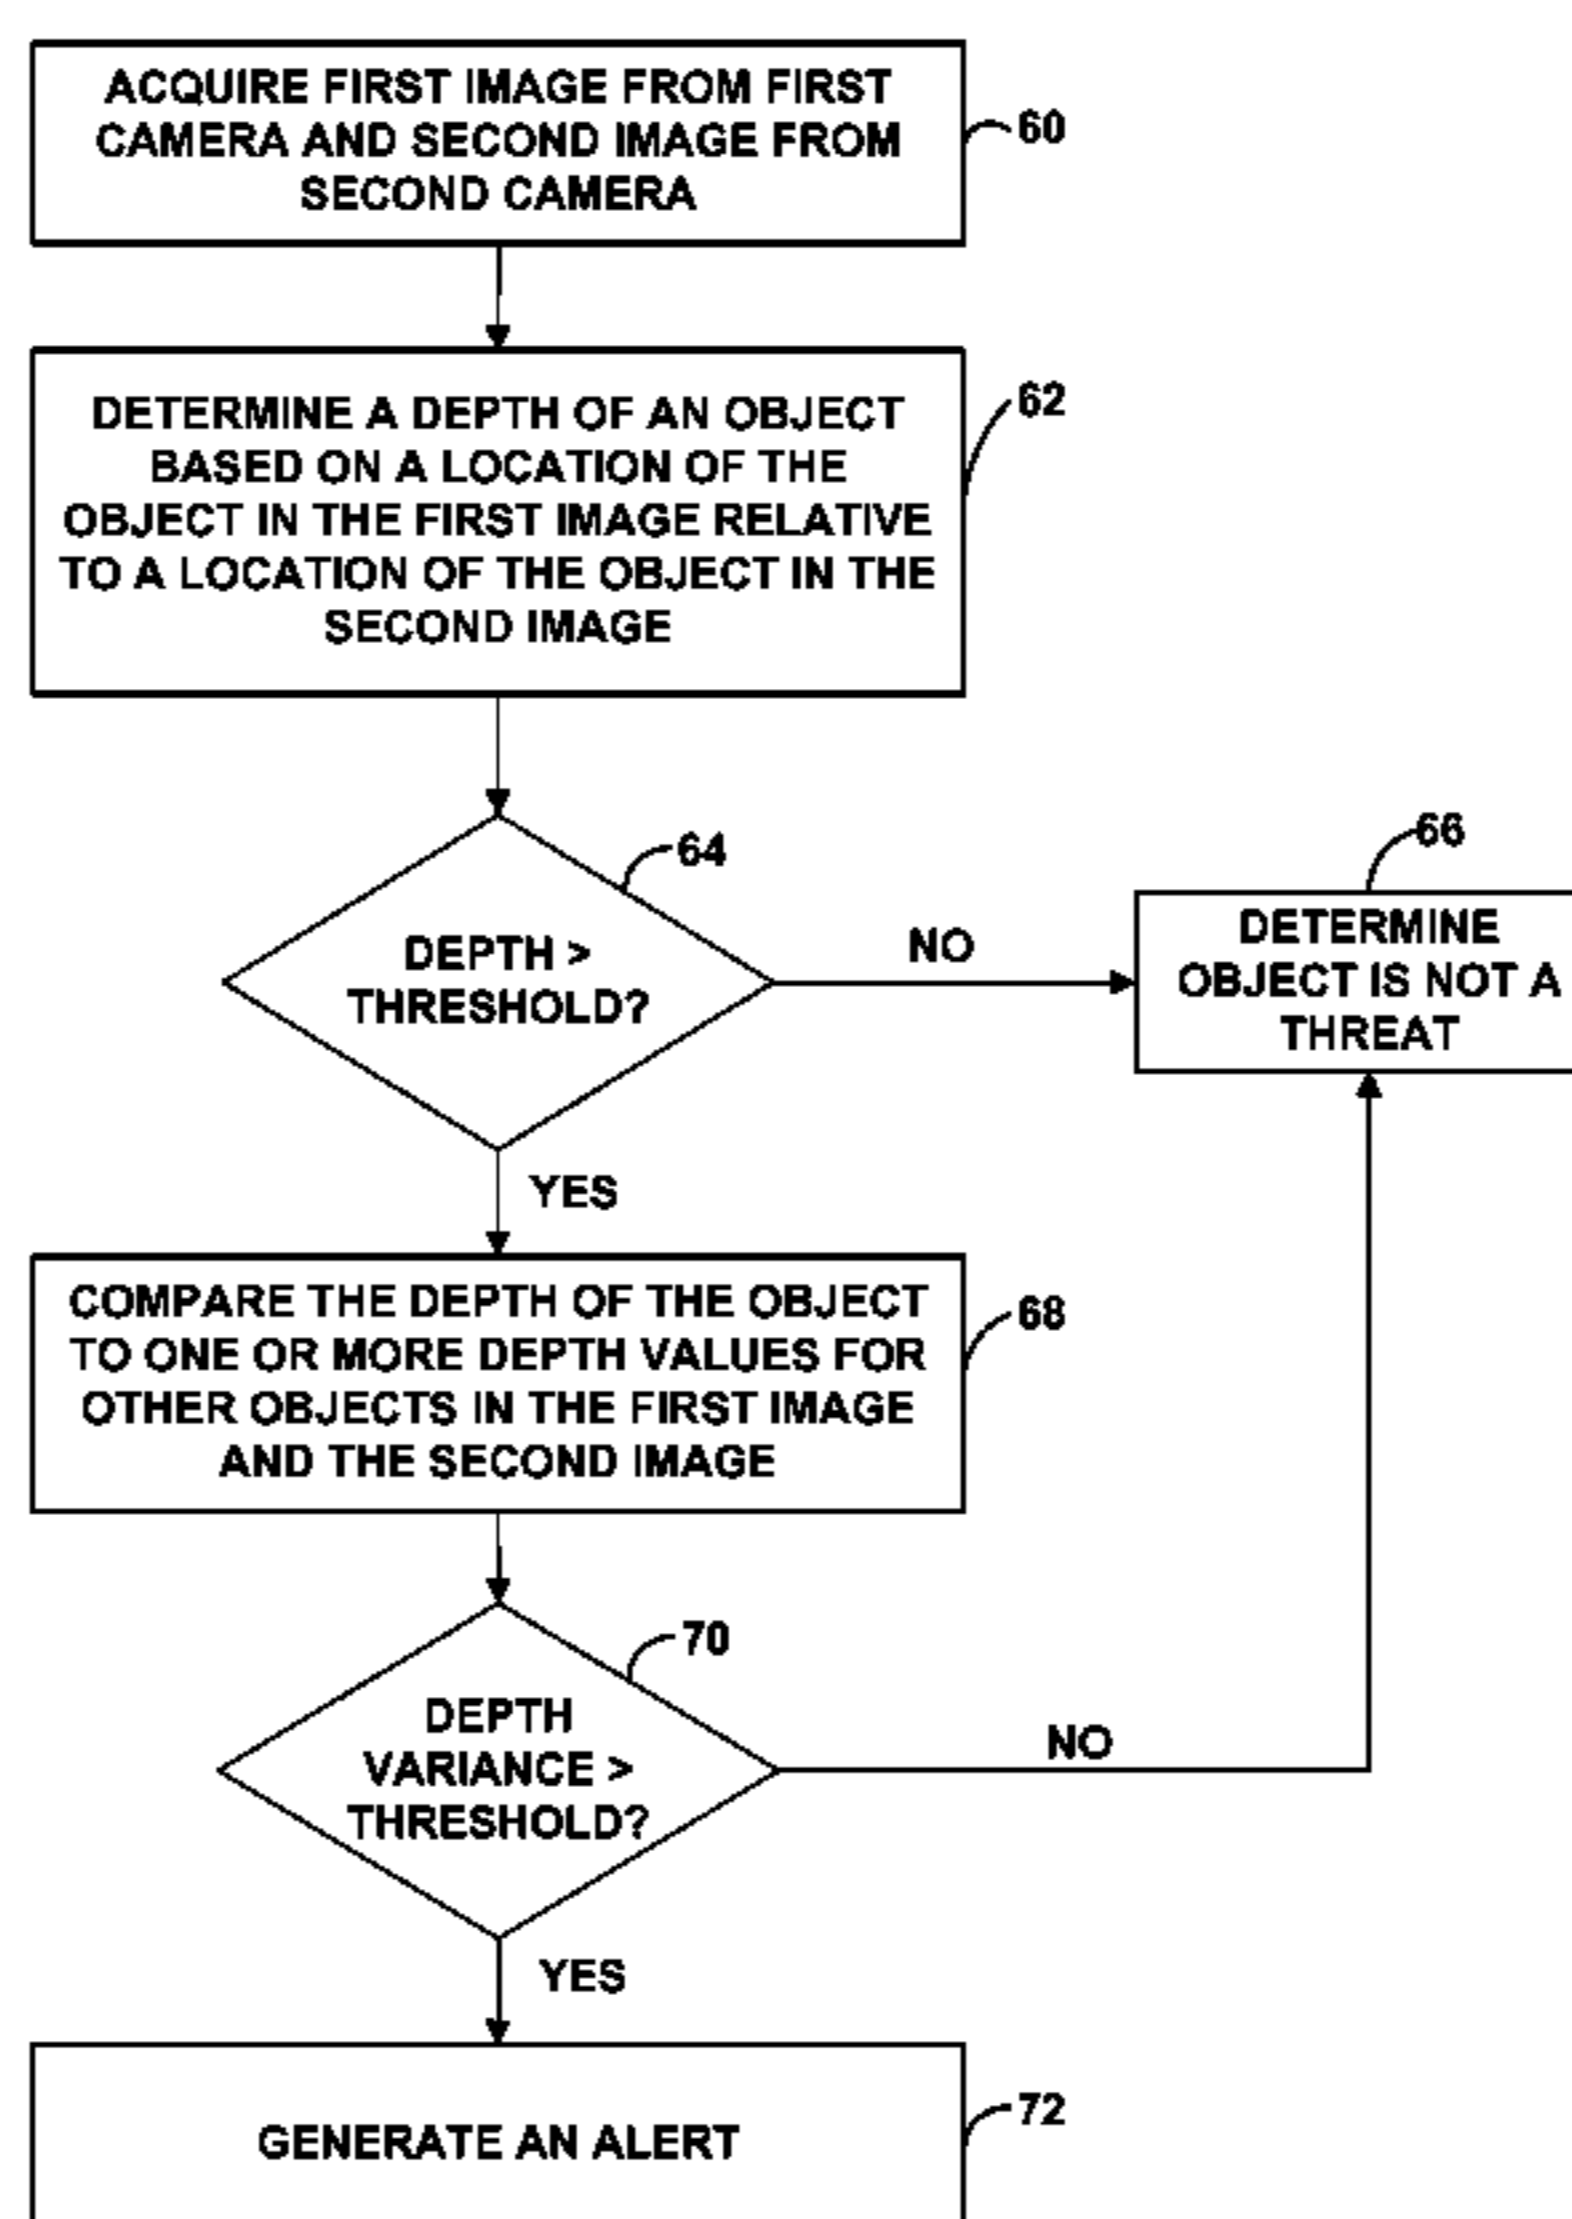 ACQUIRE FIRST IMAGE FROM FIRST
CAMERA AND SECOND IMAGE FROM
SECOND CAMERA
60
DETERMINE A DEPTH OF AN OBJECT
BASED ON A LOCATION OF THE
OBJECT IN THE FIRST IMAGE RELATIVE
TO A LOCATION OF THE OBJECT IN THE
SECOND IMAGE
62
64
DEPTH >
THRESHOLD?
NO
66
DETERMINE
OBJECT IS NOT A
THREAT
YES
COMPARE THE DEPTH OF THE OBJECT
TO ONE OR MORE DEPTH VALUES FOR
OTHER OBJECTS IN THE FIRST IMAGE
AND THE SECOND IMAGE
68
70
DEPTH
VARIANCE >
THRESHOLD?
NO
YES
GENERATE AN ALERT
72